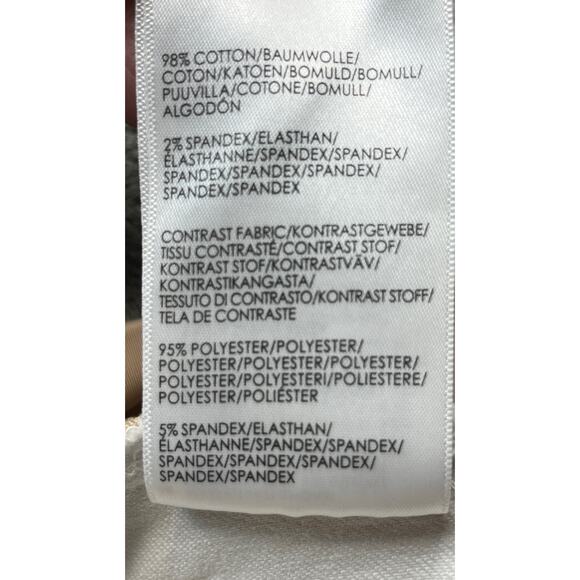 98% COTTON/BAUMWOLLE/
COTON/KATOEN/BOMULD/BOMULL/
PUUVILLA/COTONE/BOMULL/
ALGODÓN
2% SPANDEX/ELASTHAN/
ÉLASTHANNE/SPANDEX/SPANDEX/
SPANDEX/SPANDEX/SPANDEX/
SPANDEX/SPANDEX
CONTRAST FABRIC/KONTRASTGEWEBE/
TISSU CONTRASTÉ/CONTRAST STOF/
KONTRAST STOF/KONTRASTVÄV/
KONTRASTIKANGASTA/
TESSUTO DI CONTRASTO/KONTRAST STOFF/
TELA DE CONTRASTE
95% POLYESTER/POLYESTER/
POLYESTER/POLYESTER/POLYESTER/
POLYESTER/POLYESTERI/POLIESTERE/
POLYESTER/POLIÉSTER
5% SPANDEX/ELASTHAN/
ÉLASTHANNE/SPANDEX/SPANDEX/
SPANDEX/SPANDEX/SPANDEX/
SPANDEX/SPANDEX